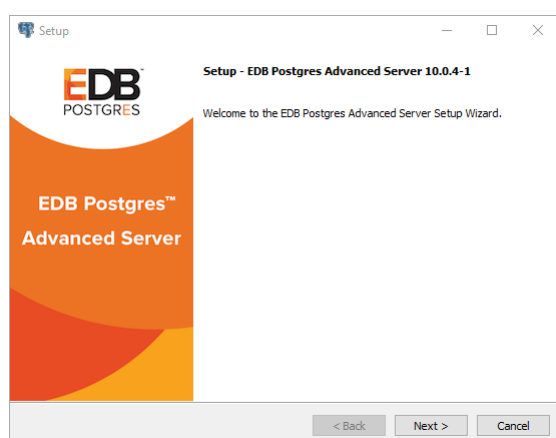 Setup
EDB
POSTGRES
Setup - EDB Postgres Advanced Server 10.0.4-1
Welcome to the EDB Postgres Advanced Server Setup Wizard.
EDB Postgres™
Advanced Server
< Back
Next >
Cancel